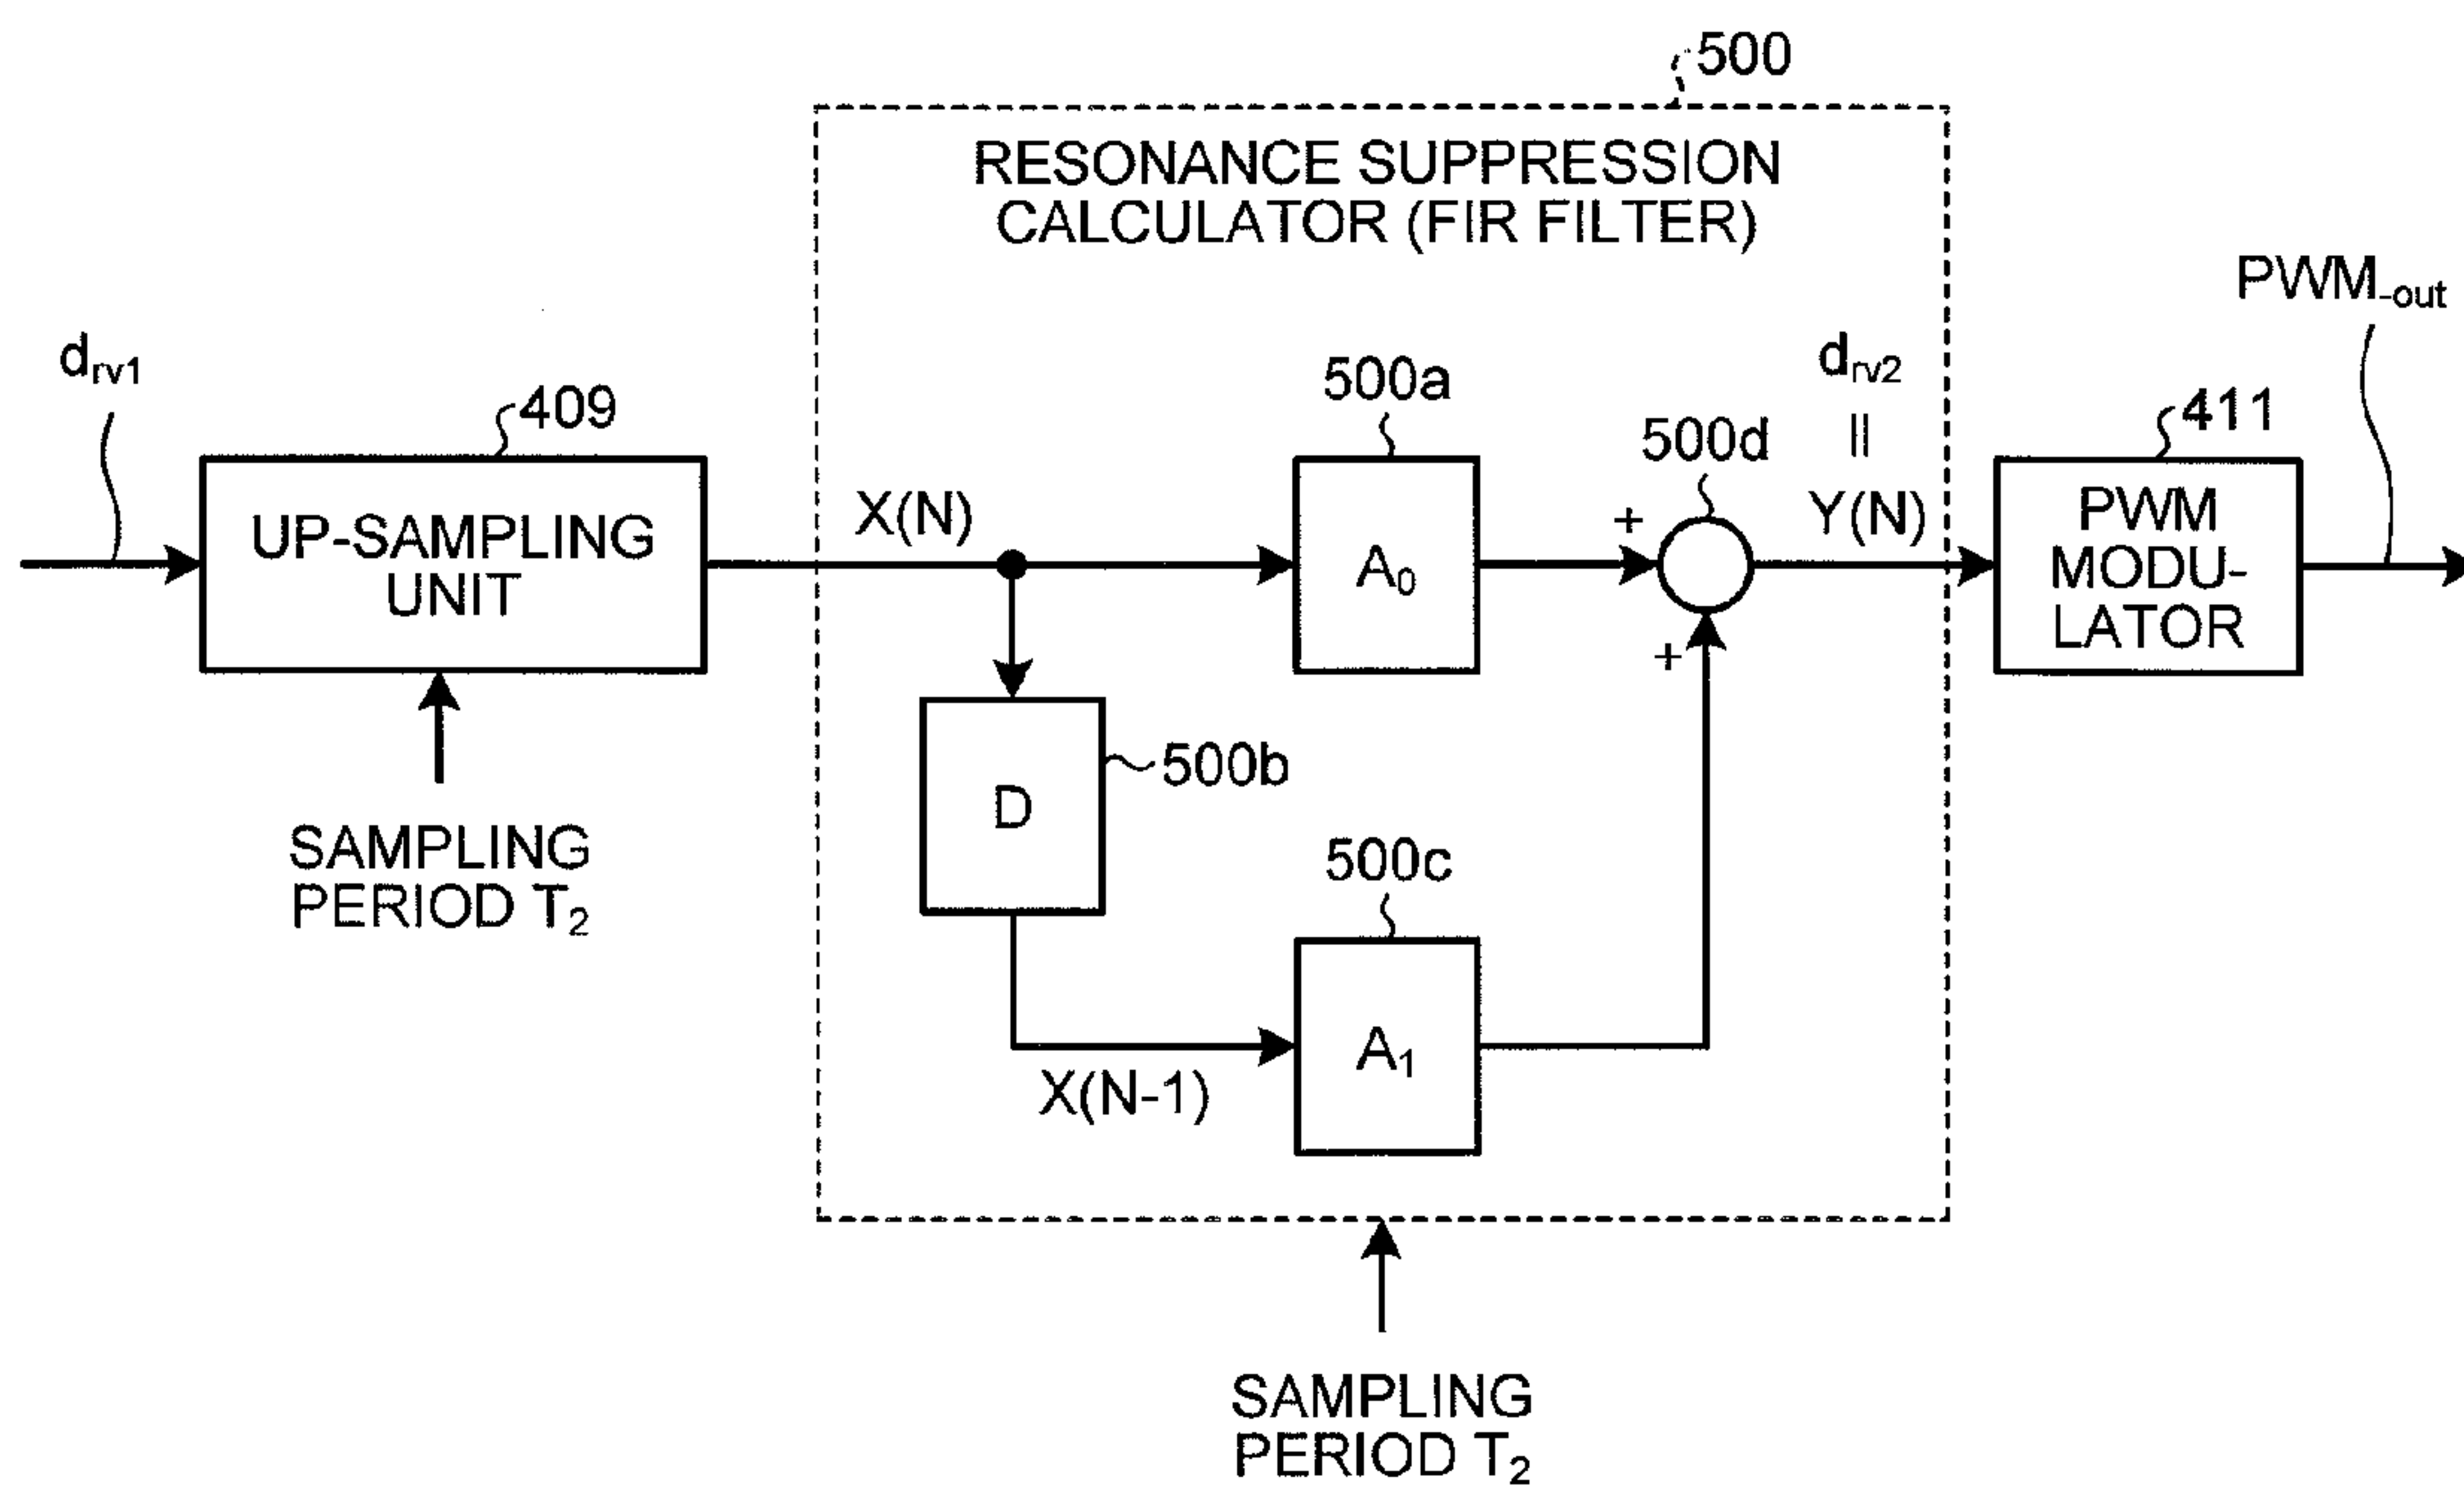 500
RESONANCE SUPPRESSION
CALCULATOR (FIR FILTER)
PWM-out
drv1
409
500a
drv2
||
500d
411
UP-SAMPLING
UNIT
X(N)
A0
+
+
Y(N)
PWM
MODU-
LATOR
D
500b
SAMPLING
PERIOD T2
500c
X(N-1)
A1
SAMPLING
PERIOD T2